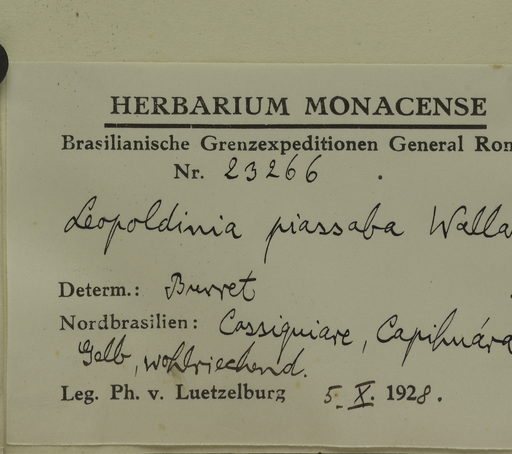 HERBARIUM MONACENSE
Brasilianische Grenzexpeditionen General Ron
Nr. 23266
Leopoldinia piassaba Walla
Determ.: Burret
Nordbrasilien: Cassiquiare, Capihuára
Gelb, wohlriechend.
Leg. Ph. v. Luetzelburg 5. X. 1928.